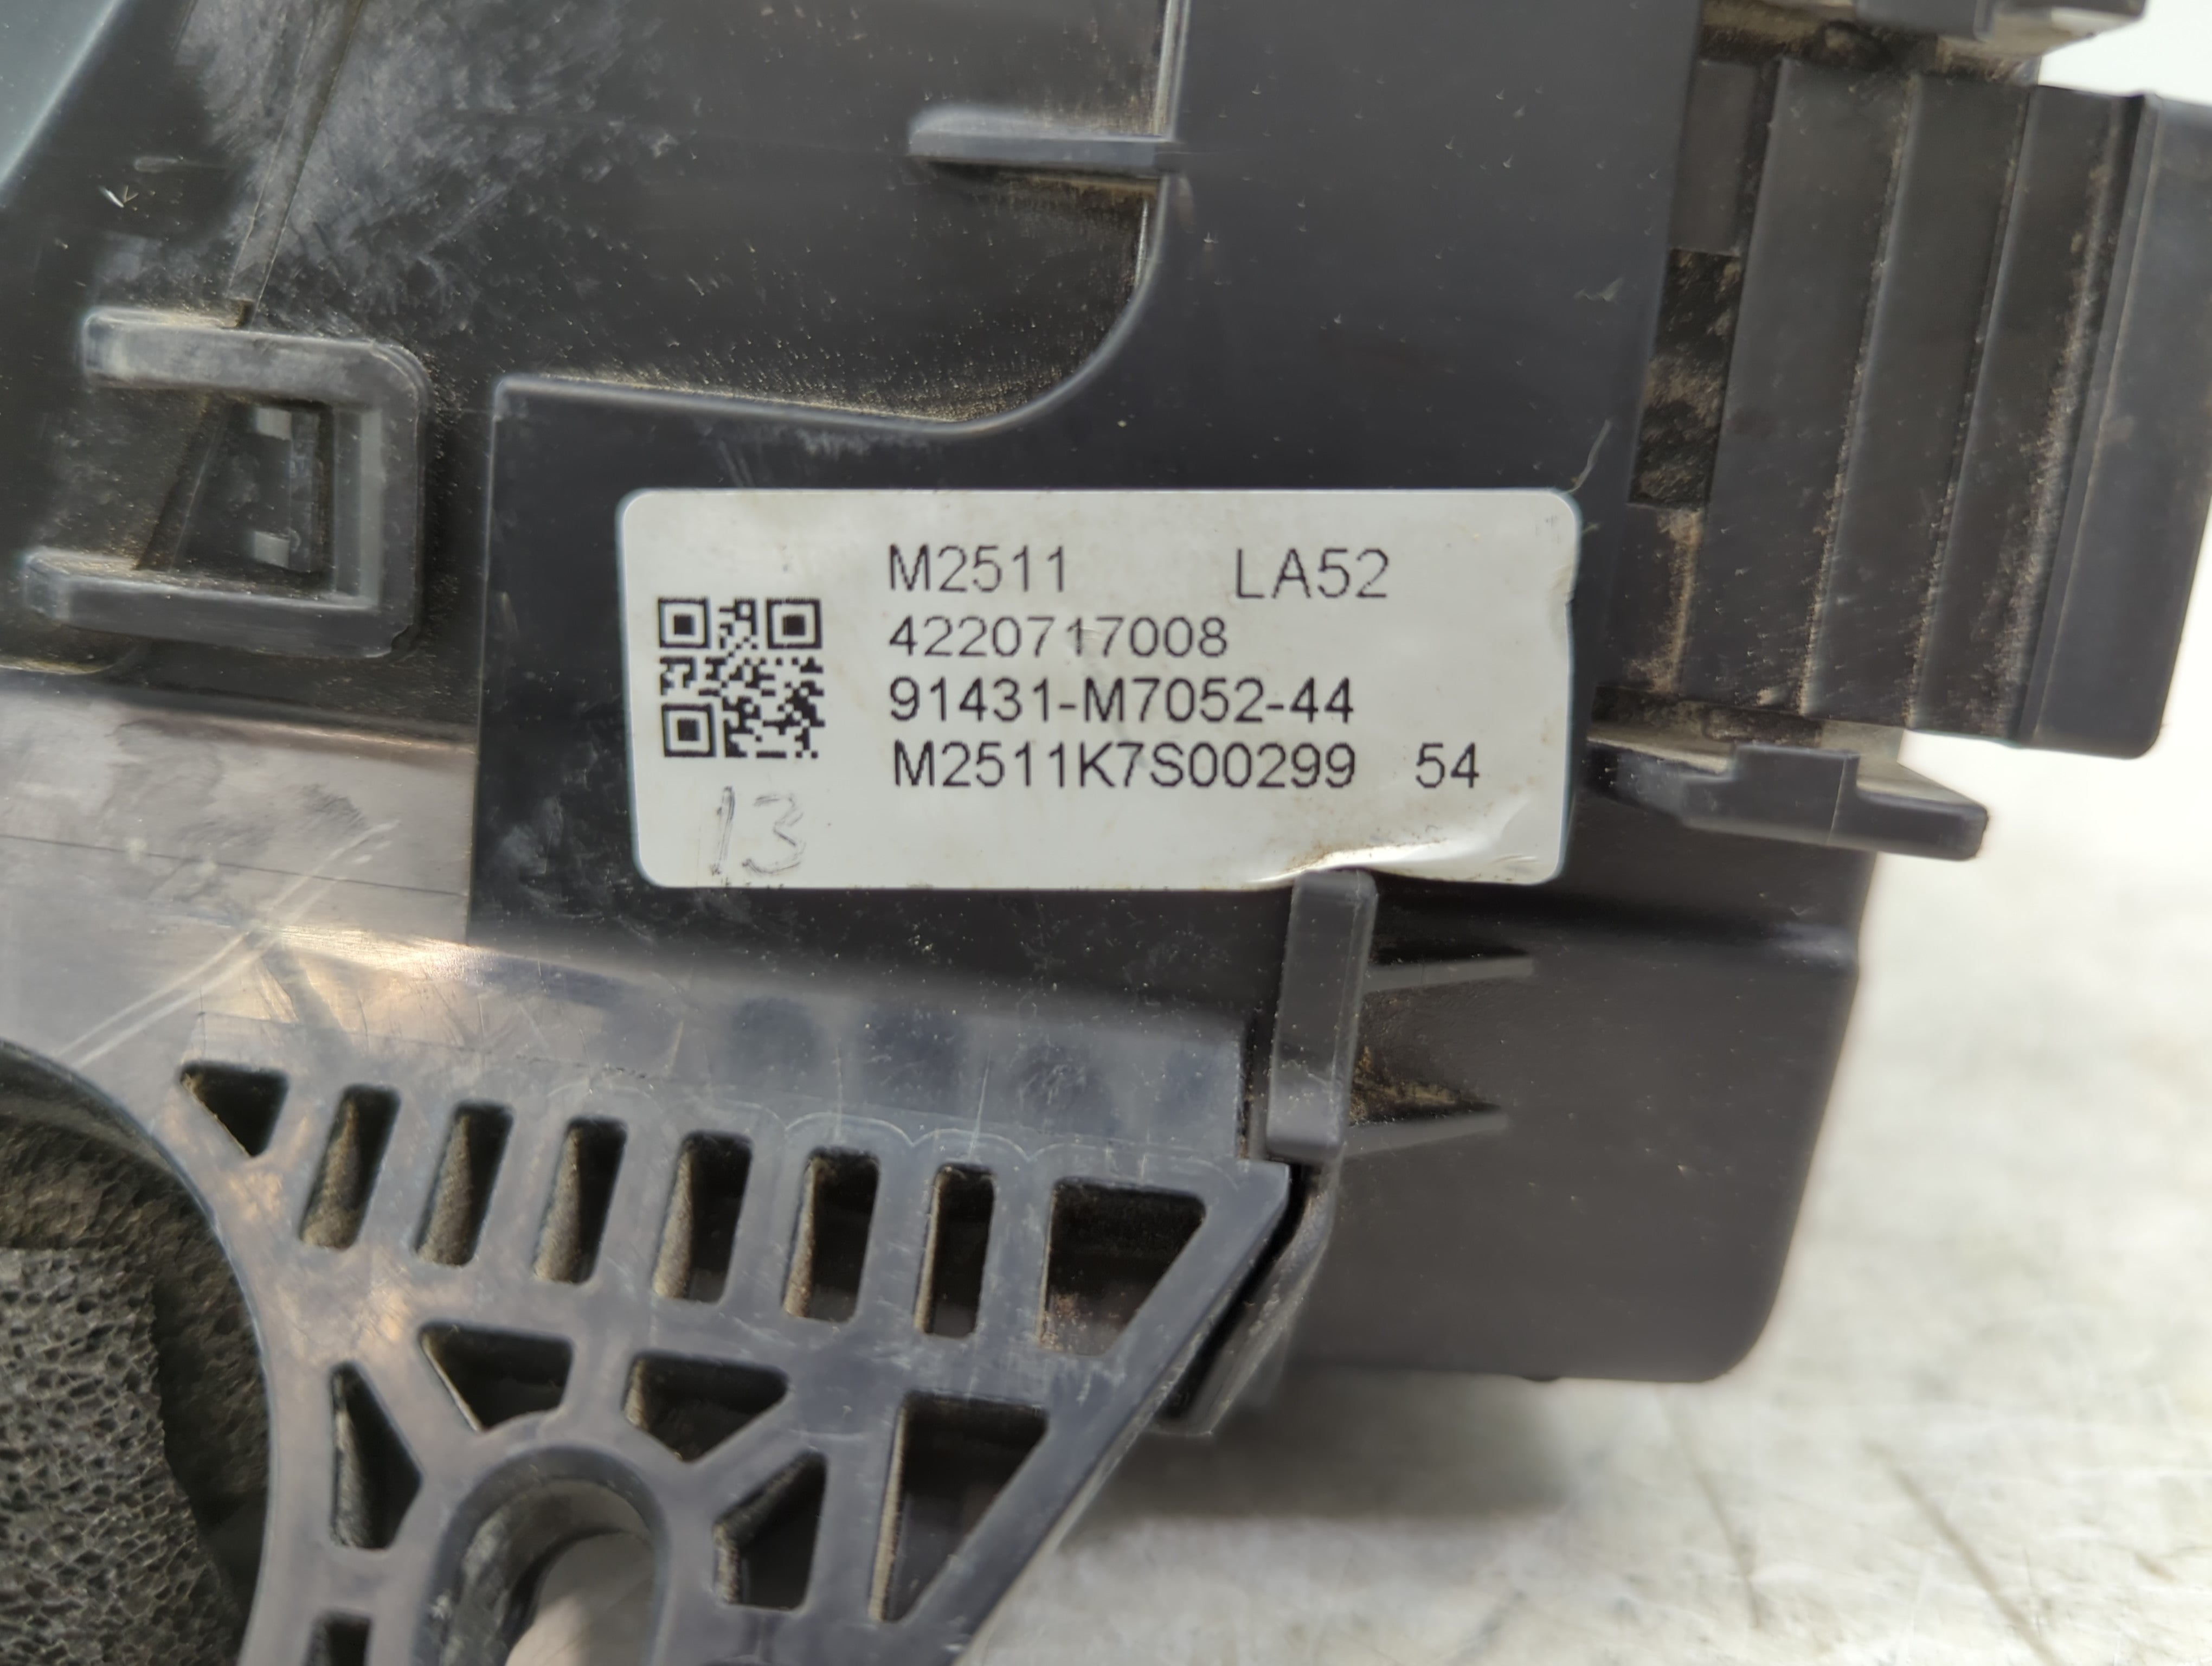 M2511 LA52
4220717008
91431-M7052-44
M2511K7S00299 54
13